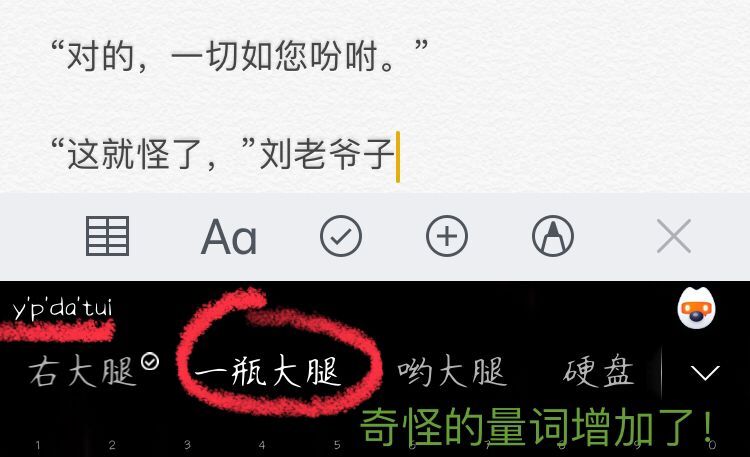 “对的，一切如您吩咐。”
“这就怪了，”刘老爷子
Aa
y'p'da'tui
右大腿 一瓶大腿 哟大腿 硬盘
奇怪的量词增加了！
1 2 3 4 5 6 7 8 9 0